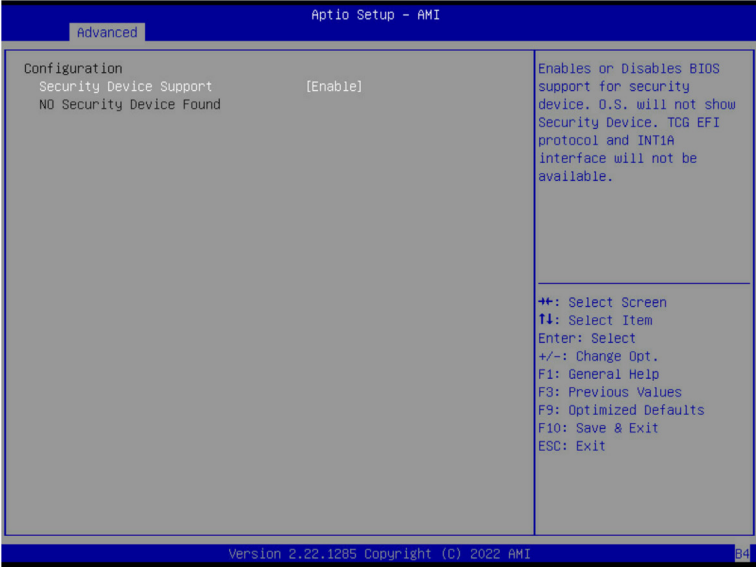 Aptio Setup – AMI
Advanced
Configuration
Security Device Support [Enable]
NO Security Device Found
Enables or Disables BIOS
support for security
device. O.S. will not show
Security Device. TCG EFI
protocol and INT1A
interface will not be
available.
→←: Select Screen
↑↓: Select Item
Enter: Select
+/-: Change Opt.
F1: General Help
F3: Previous Values
F9: Optimized Defaults
F10: Save & Exit
ESC: Exit
Version 2.22.1285 Copyright (C) 2022 AMI
B4